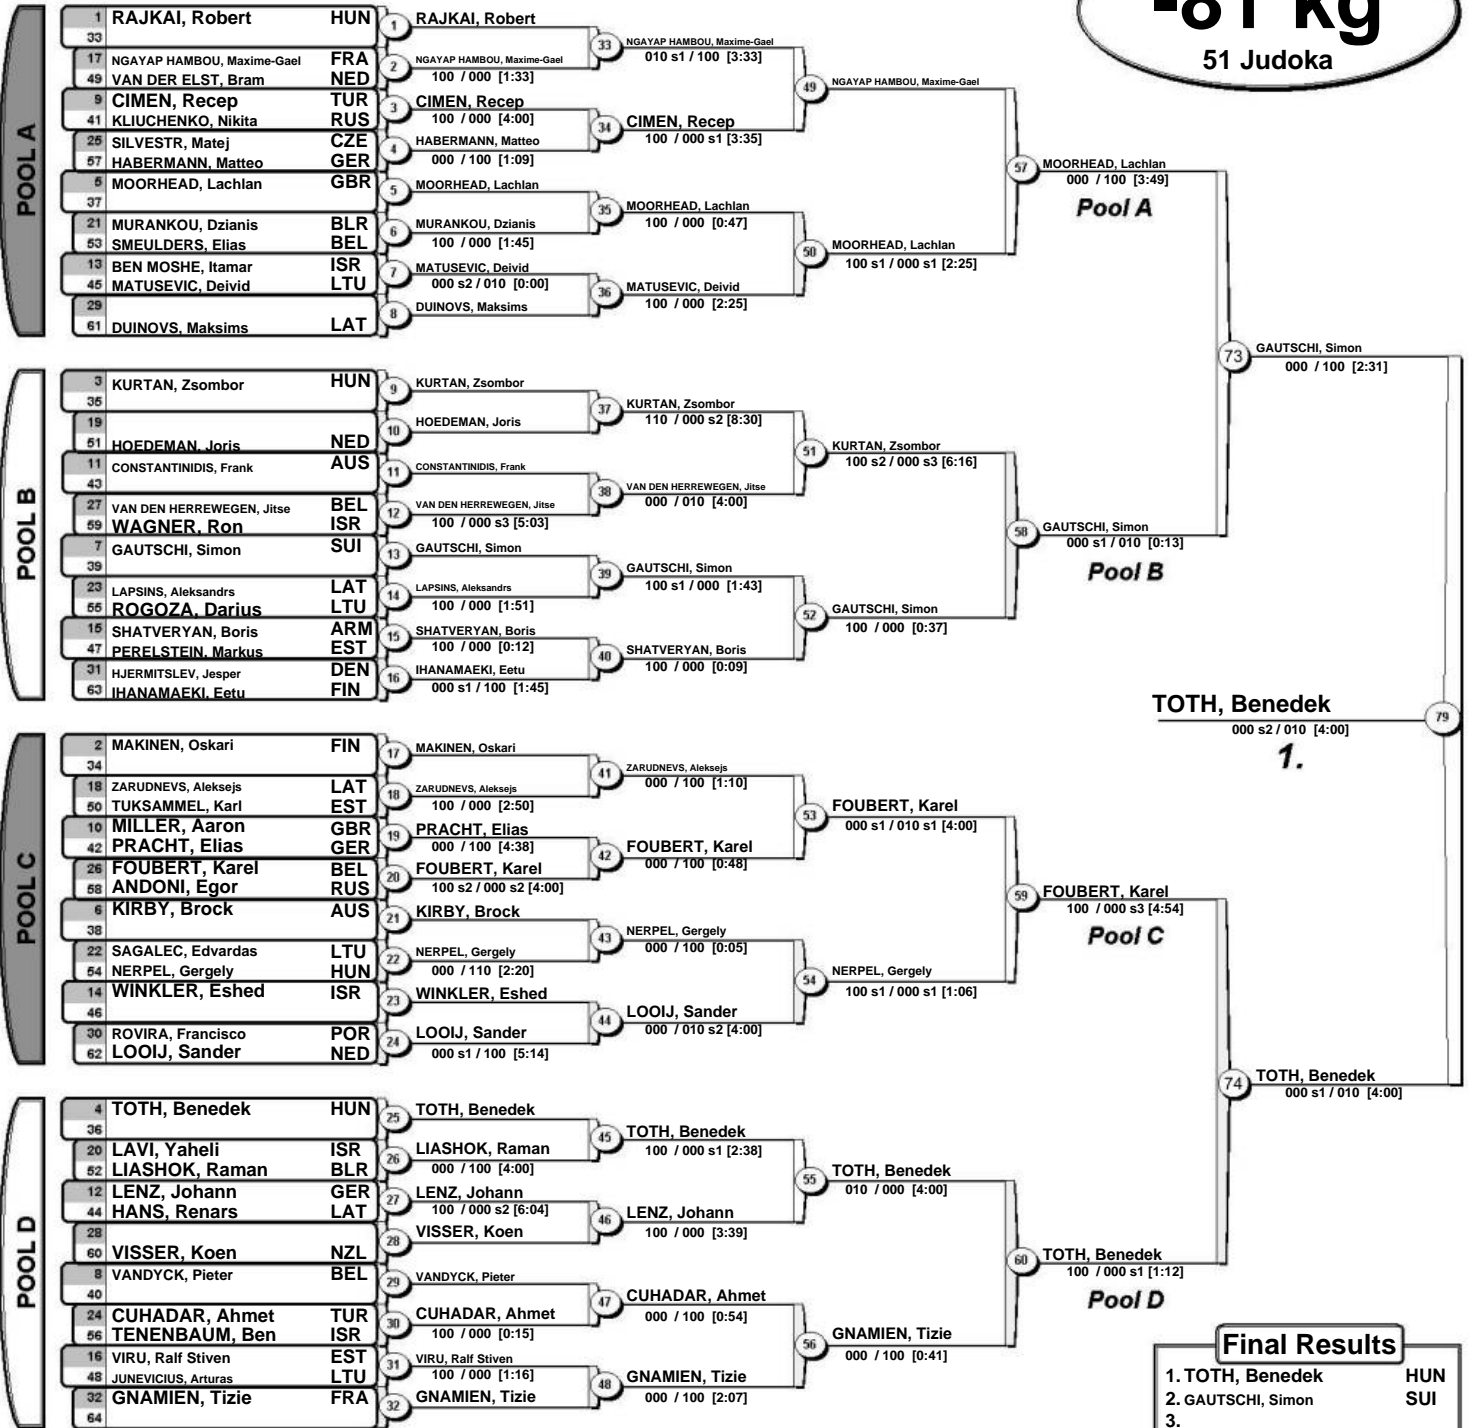 -81 kg
51 Judoka
POOL A
1 RAJKAI, Robert HUN
33
17 NGAYAP HAMBOU, Maxime-Gael FRA
49 VAN DER ELST, Bram NED
9 CIMEN, Recep TUR
41 KLIUCHENKO, Nikita RUS
25 SILVESTR, Matej CZE
57 HABERMANN, Matteo GER
5 MOORHEAD, Lachlan GBR
37
21 MURANKOU, Dzianis BLR
53 SMEULDERS, Elias BEL
13 BEN MOSHE, Itamar ISR
45 MATUSEVIC, Deivid LTU
29
61 DUINOVS, Maksims LAT
1 RAJKAI, Robert
2 NGAYAP HAMBOU, Maxime-Gael
100 / 000 [1:33]
3 CIMEN, Recep
100 / 000 [4:00]
4 HABERMANN, Matteo
000 / 100 [1:09]
5 MOORHEAD, Lachlan
6 MURANKOU, Dzianis
100 / 000 [1:45]
7 MATUSEVIC, Deivid
000 s2 / 010 [0:00]
8 DUINOVS, Maksims
33 NGAYAP HAMBOU, Maxime-Gael
010 s1 / 100 [3:33]
34 CIMEN, Recep
100 / 000 s1 [3:35]
35 MOORHEAD, Lachlan
100 / 000 [0:47]
36 MATUSEVIC, Deivid
100 / 000 [2:25]
49 NGAYAP HAMBOU, Maxime-Gael
50 MOORHEAD, Lachlan
100 s1 / 000 s1 [2:25]
57 MOORHEAD, Lachlan
000 / 100 [3:49]
Pool A
POOL B
3 KURTAN, Zsombor HUN
35
19
51 HOEDEMAN, Joris NED
11 CONSTANTINIDIS, Frank AUS
43
27 VAN DEN HERREWEGEN, Jitse BEL
59 WAGNER, Ron ISR
7 GAUTSCHI, Simon SUI
39
23 LAPSINS, Aleksandrs LAT
55 ROGOZA, Darius LTU
15 SHATVERYAN, Boris ARM
47 PERELSTEIN, Markus EST
31 HJERMITSLEV, Jesper DEN
63 IHANAMAEKI, Eetu FIN
9 KURTAN, Zsombor
10 HOEDEMAN, Joris
11 CONSTANTINIDIS, Frank
12 VAN DEN HERREWEGEN, Jitse
100 / 000 s3 [5:03]
13 GAUTSCHI, Simon
14 LAPSINS, Aleksandrs
100 / 000 [1:51]
15 SHATVERYAN, Boris
100 / 000 [0:12]
16 IHANAMAEKI, Eetu
000 s1 / 100 [1:45]
37 KURTAN, Zsombor
110 / 000 s2 [8:30]
38 VAN DEN HERREWEGEN, Jitse
000 / 010 [4:00]
39 GAUTSCHI, Simon
100 s1 / 000 [1:43]
40 SHATVERYAN, Boris
100 / 000 [0:09]
51 KURTAN, Zsombor
100 s2 / 000 s3 [6:16]
52 GAUTSCHI, Simon
100 / 000 [0:37]
58 GAUTSCHI, Simon
000 s1 / 010 [0:13]
Pool B
73 GAUTSCHI, Simon
000 / 100 [2:31]
TOTH, Benedek 79
000 s2 / 010 [4:00]
1.
POOL C
2 MAKINEN, Oskari FIN
34
18 ZARUDNEVS, Aleksejs LAT
50 TUKSAMMEL, Karl EST
10 MILLER, Aaron GBR
42 PRACHT, Elias GER
26 FOUBERT, Karel BEL
58 ANDONI, Egor RUS
6 KIRBY, Brock AUS
38
22 SAGALEC, Edvardas LTU
54 NERPEL, Gergely HUN
14 WINKLER, Eshed ISR
46
30 ROVIRA, Francisco POR
62 LOOIJ, Sander NED
17 MAKINEN, Oskari
18 ZARUDNEVS, Aleksejs
100 / 000 [2:50]
19 PRACHT, Elias
000 / 100 [4:38]
20 FOUBERT, Karel
100 s2 / 000 s2 [4:00]
21 KIRBY, Brock
22 NERPEL, Gergely
000 / 110 [2:20]
23 WINKLER, Eshed
24 LOOIJ, Sander
000 s1 / 100 [5:14]
41 ZARUDNEVS, Aleksejs
000 / 100 [1:10]
42 FOUBERT, Karel
000 / 100 [0:48]
43 NERPEL, Gergely
000 / 100 [0:05]
44 LOOIJ, Sander
000 / 010 s2 [4:00]
53 FOUBERT, Karel
000 s1 / 010 s1 [4:00]
54 NERPEL, Gergely
100 s1 / 000 s1 [1:06]
59 FOUBERT, Karel
100 / 000 s3 [4:54]
Pool C
POOL D
4 TOTH, Benedek HUN
36
20 LAVI, Yaheli ISR
52 LIASHOK, Raman BLR
12 LENZ, Johann GER
44 HANS, Renars LAT
28
60 VISSER, Koen NZL
8 VANDYCK, Pieter BEL
40
24 CUHADAR, Ahmet TUR
56 TENENBAUM, Ben ISR
16 VIRU, Ralf Stiven EST
48 JUNEVICIUS, Arturas LTU
32 GNAMIEN, Tizie FRA
64
25 TOTH, Benedek
26 LIASHOK, Raman
000 / 100 [4:00]
27 LENZ, Johann
100 / 000 s2 [6:04]
28 VISSER, Koen
29 VANDYCK, Pieter
30 CUHADAR, Ahmet
100 / 000 [0:15]
31 VIRU, Ralf Stiven
100 / 000 [1:16]
32 GNAMIEN, Tizie
45 TOTH, Benedek
100 / 000 s1 [2:38]
46 LENZ, Johann
100 / 000 [3:39]
47 CUHADAR, Ahmet
000 / 100 [0:54]
48 GNAMIEN, Tizie
000 / 100 [2:07]
55 TOTH, Benedek
010 / 000 [4:00]
56 GNAMIEN, Tizie
000 / 100 [0:41]
60 TOTH, Benedek
100 / 000 s1 [1:12]
Pool D
74 TOTH, Benedek
000 s1 / 010 [4:00]
Final Results
1. TOTH, Benedek HUN
2. GAUTSCHI, Simon SUI
3.